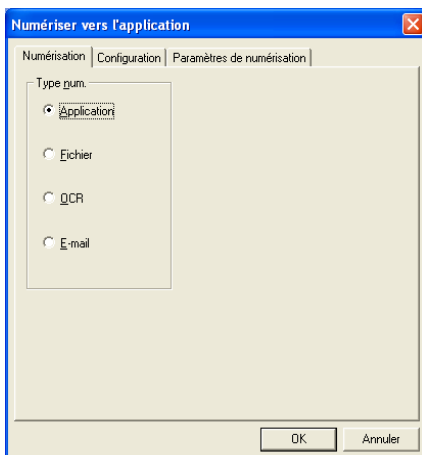 Numériser vers l'application
Numérisation Configuration Paramètres de numérisation
Type num.
Application
Fichier
OCR
E-mail
OK Annuler